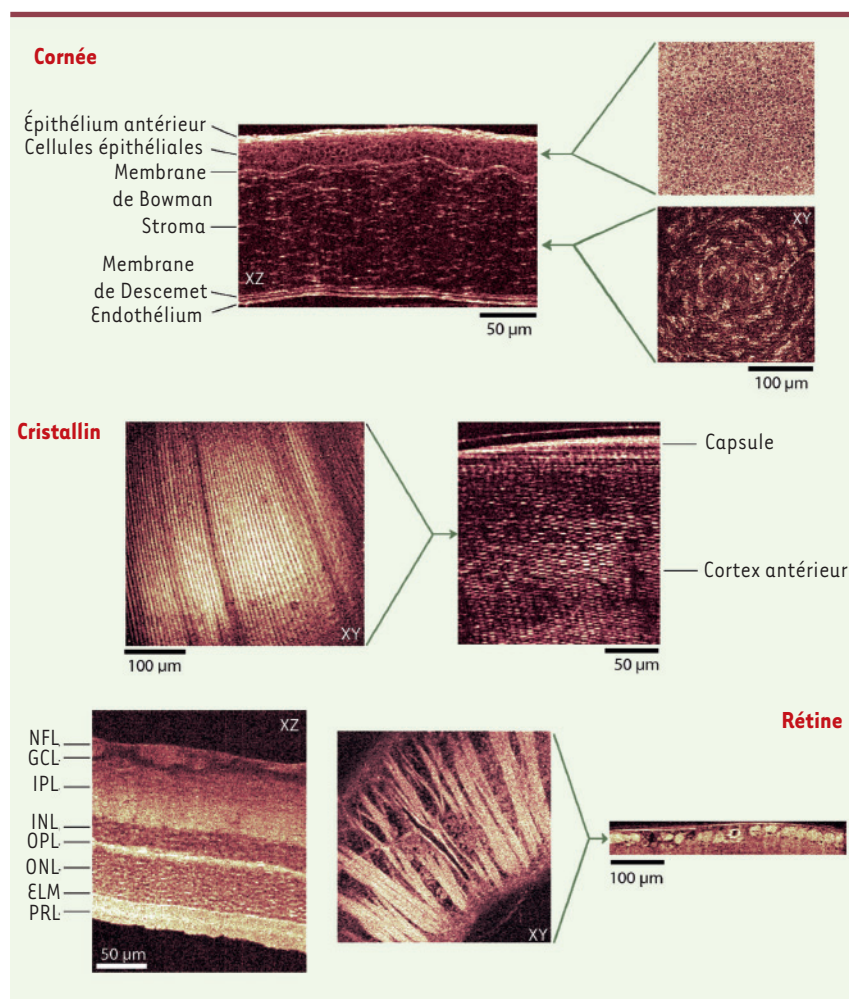 Cornée
Épithélium antérieur
Cellules épithéliales
Membrane
de Bowman
Stroma
Membrane
de Descemet
Endothélium
XZ
50 µm
XY
100 µm
Cristallin
XY
100 µm
Capsule
Cortex antérieur
50 µm
Rétine
NFL
GCL
IPL
INL
OPL
ONL
ELM
PRL
XZ
50 µm
XY
100 µm